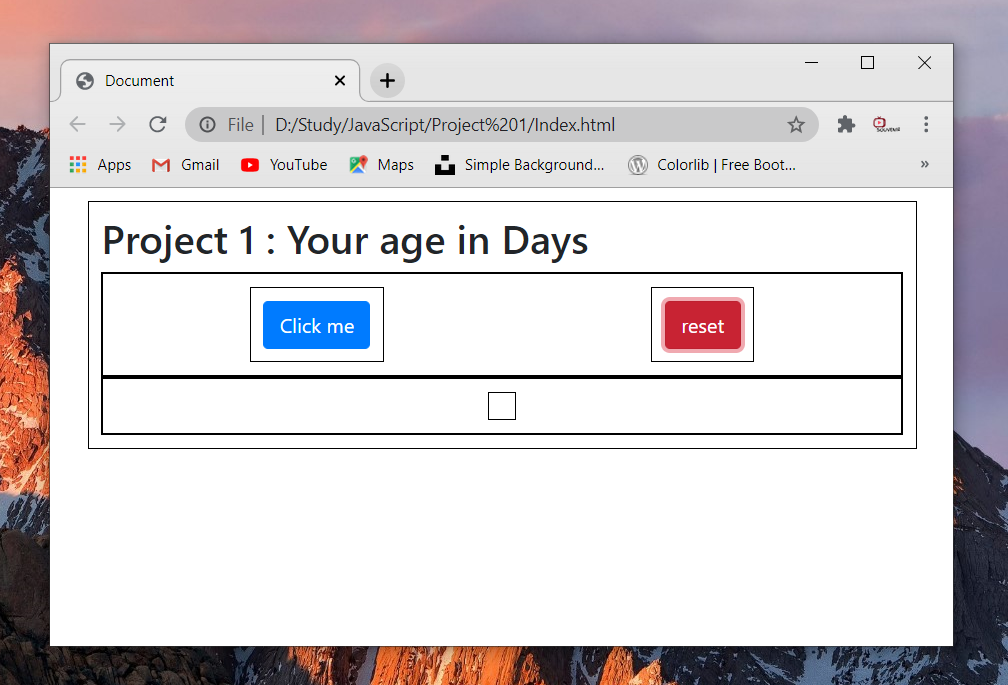 Document
File | D:/Study/JavaScript/Project%201/Index.html
Apps Gmail YouTube Maps Simple Background... Colorlib | Free Boot... »
Project 1 : Your age in Days
Click me reset